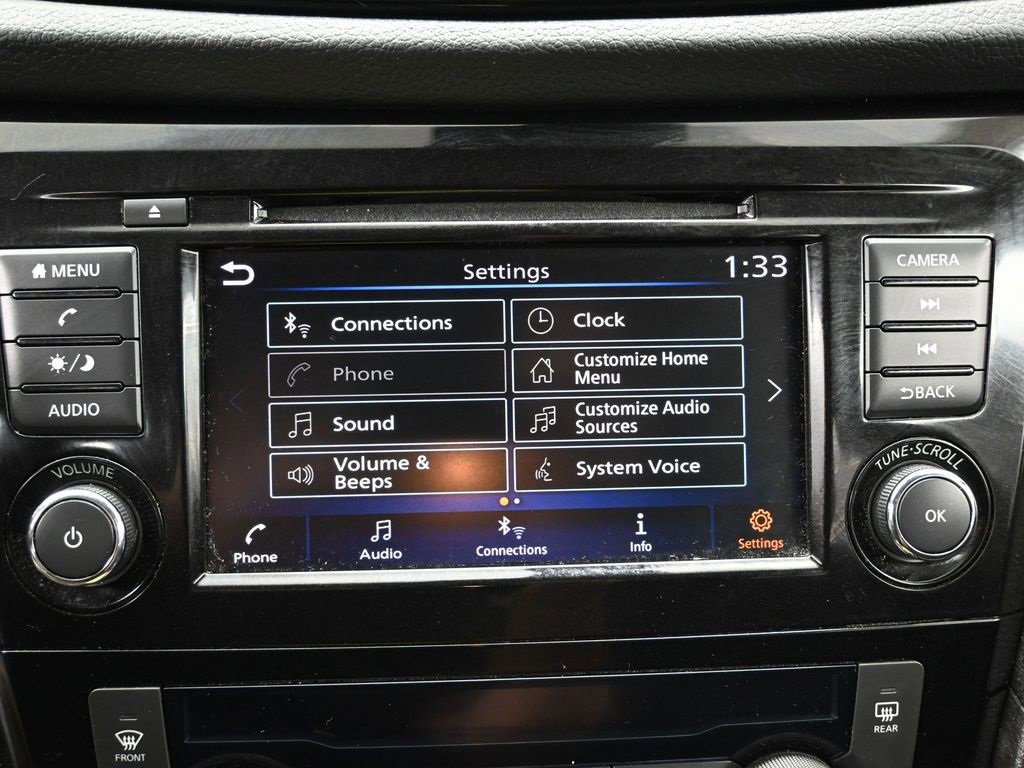 MENU
AUDIO
VOLUME
Settings
1:33
Connections
Clock
Phone
Customize Home
Menu
Sound
Customize Audio
Sources
Volume &
Beeps
System Voice
Phone
Audio
Connections
Info
Settings
CAMERA
BACK
TUNE·SCROLL
OK
FRONT
REAR